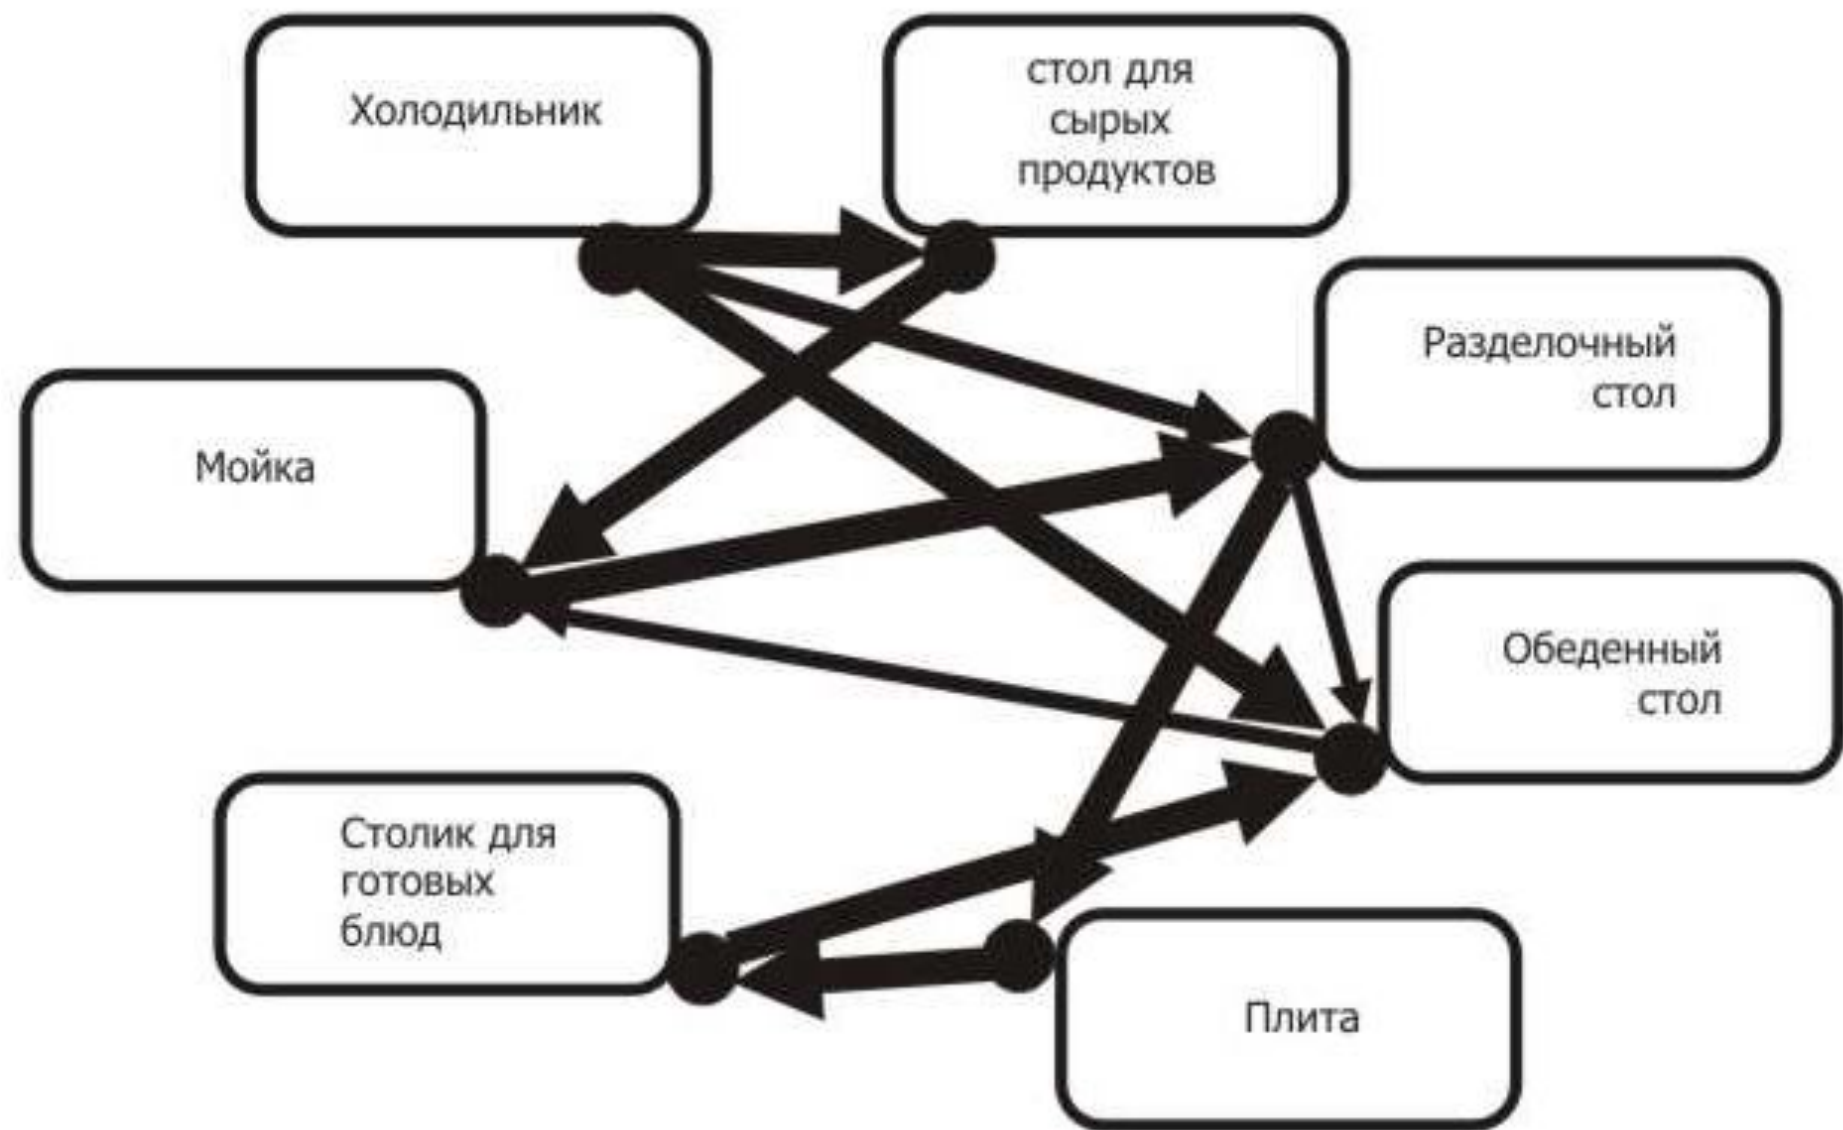 Холодильник
стол для
сырых
продуктов
Разделочный
стол
Мойка
Обеденный
стол
Столик для
готовых
блюд
Плита